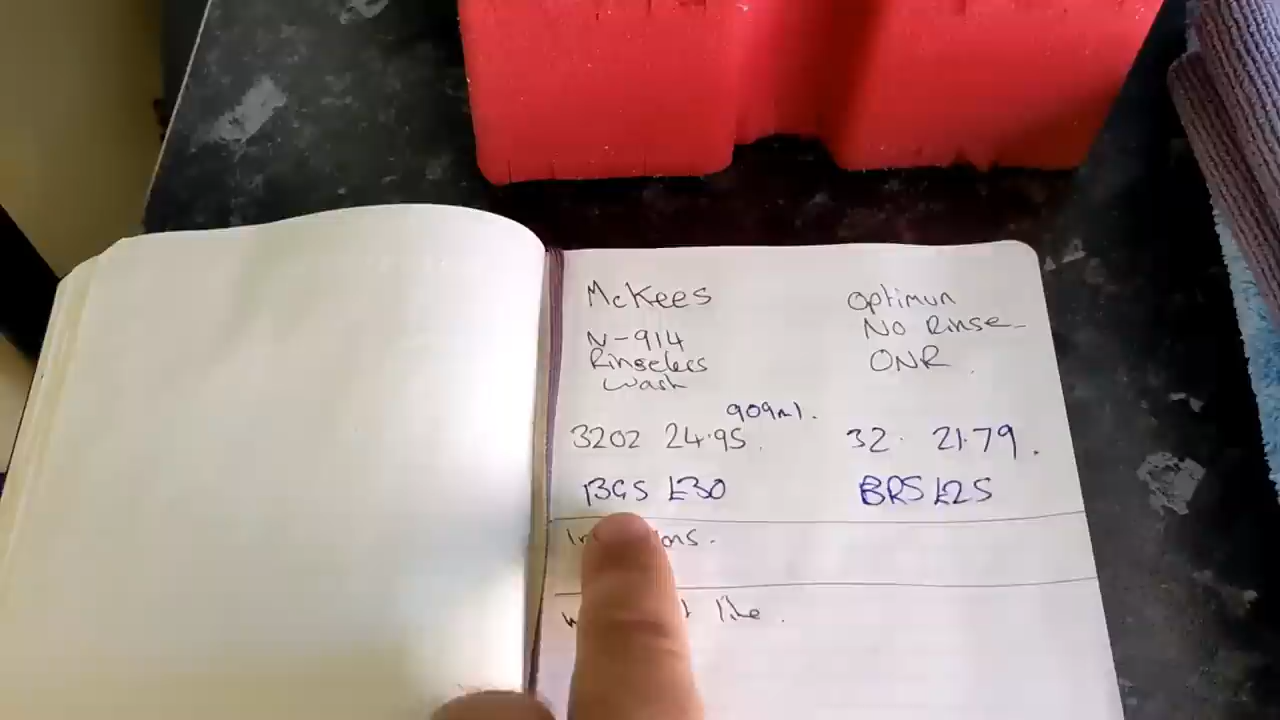 McKees
N-914
Rinseless
Wash
909ml.
32oz 24.95.
BGS £30
Optimun
No Rinse
ONR.
32. 21.79.
BRS £25
like.